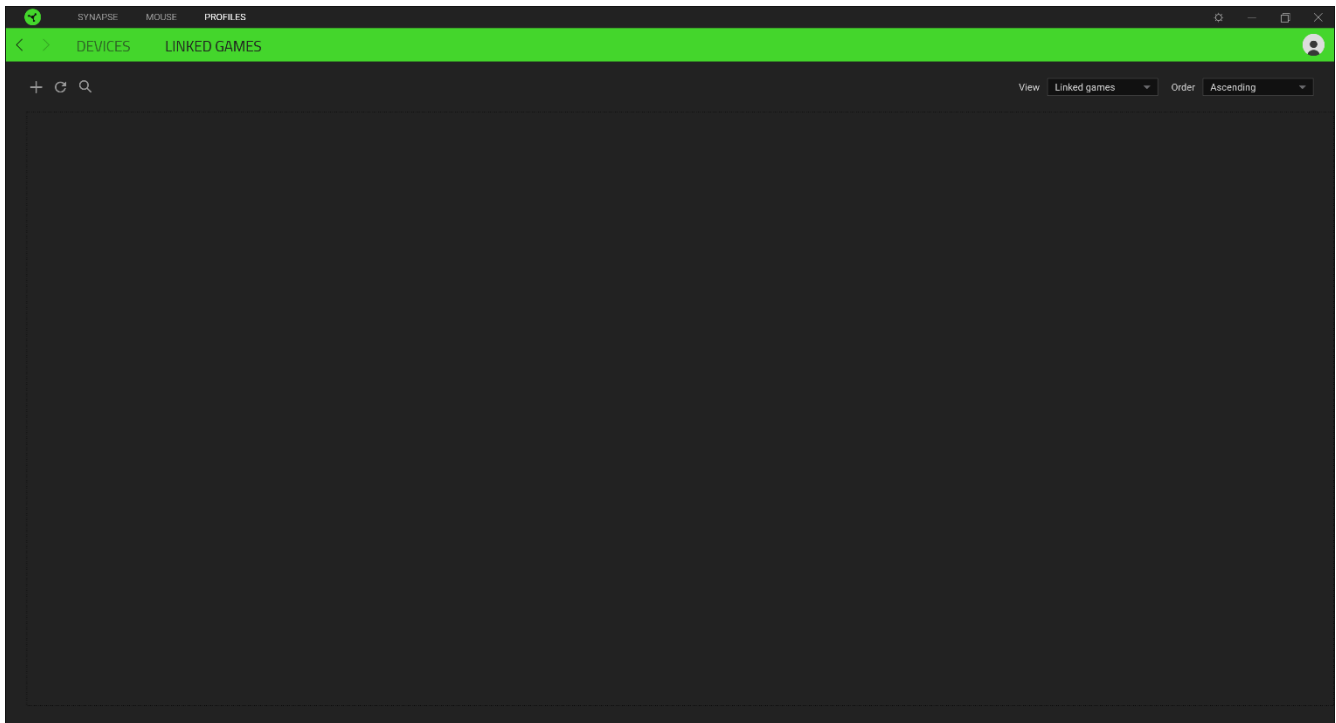 SYNAPSE MOUSE PROFILES
DEVICES LINKED GAMES
View Linked games Order Ascending